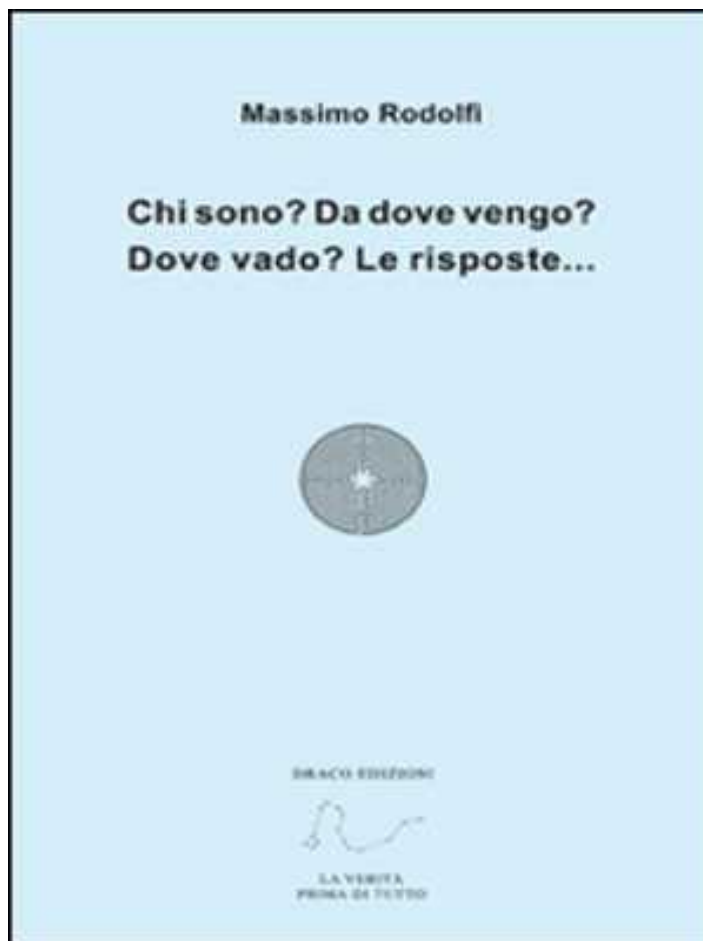 Massimo Rodolfi
Chi sono? Da dove vengo?
Dove vado? Le risposte...
DRACO EDIZIONI
LA VERITÀ
PRIMA DI TUTTO